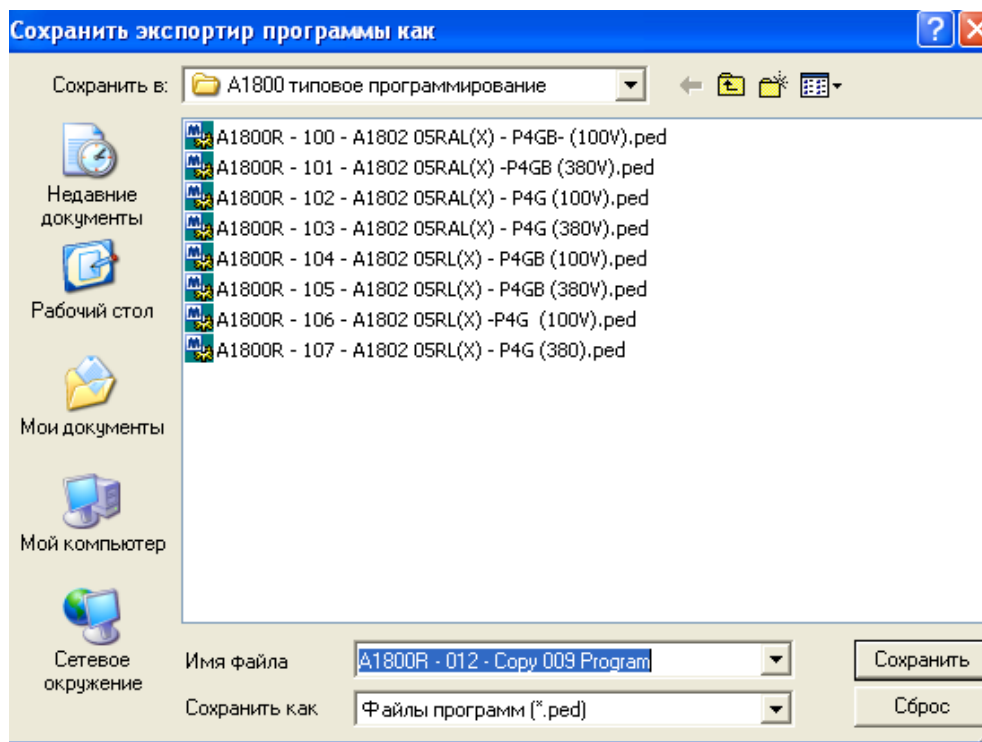 Сохранить экспортир программы как
Сохранить в:
A1800 типовое программирование
A1800R - 100 - A1802 05RAL(X) - P4GB- (100V).ped
A1800R - 101 - A1802 05RAL(X) -P4GB (380V).ped
A1800R - 102 - A1802 05RAL(X) - P4G (100V).ped
A1800R - 103 - A1802 05RAL(X) - P4G (380V).ped
A1800R - 104 - A1802 05RL(X) - P4GB (100V).ped
A1800R - 105 - A1802 05RL(X) - P4GB (380V).ped
A1800R - 106 - A1802 05RL(X) -P4G  (100V).ped
A1800R - 107 - A1802 05RL(X) - P4G (380).ped
Недавние
документы
Рабочий стол
Мои документы
Мой компьютер
Сетевое
окружение
Имя файла
A1800R - 012 - Copy 009 Program
Сохранить
Сохранить как
Файлы программ (*.ped)
Сброс